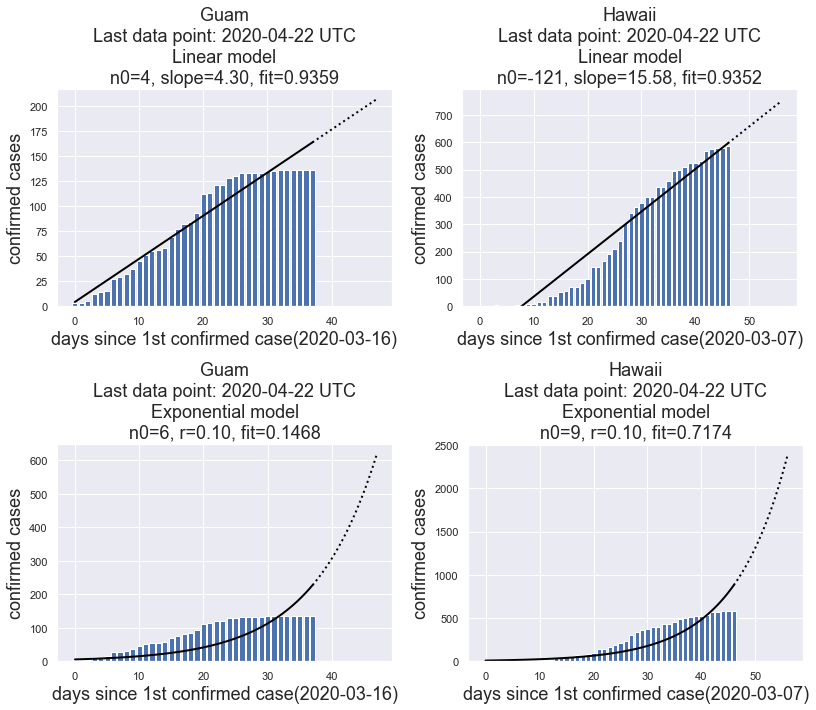 Guam
Last data point: 2020-04-22 UTC
Linear model
n0=4, slope=4.30, fit=0.9359
confirmed cases
200
175
150
125
100
75
50
25
0
0
10
20
30
40
days since 1st confirmed case(2020-03-16)
Hawaii
Last data point: 2020-04-22 UTC
Linear model
n0=-121, slope=15.58, fit=0.9352
confirmed cases
700
600
500
400
300
200
100
0
0
10
20
30
40
50
days since 1st confirmed case(2020-03-07)
Guam
Last data point: 2020-04-22 UTC
Exponential model
n0=6, r=0.10, fit=0.1468
confirmed cases
600
500
400
300
200
100
0
0
10
20
30
40
days since 1st confirmed case(2020-03-16)
Hawaii
Last data point: 2020-04-22 UTC
Exponential model
n0=9, r=0.10, fit=0.7174
confirmed cases
2500
2000
1500
1000
500
0
0
10
20
30
40
50
days since 1st confirmed case(2020-03-07)